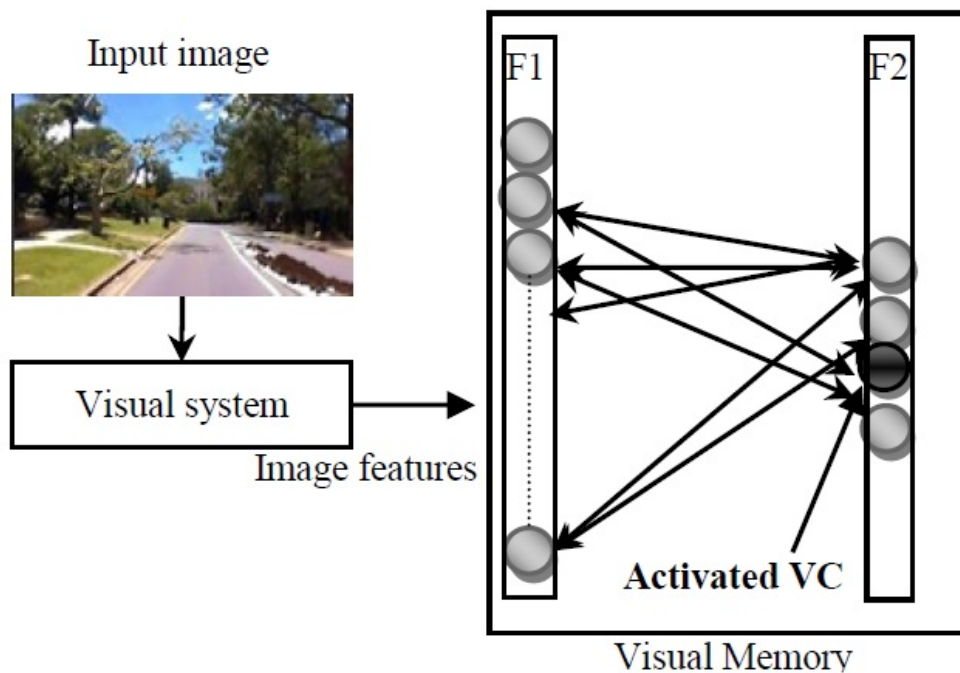 Input image
Visual system
Image features
F1
F2
Activated VC
Visual Memory